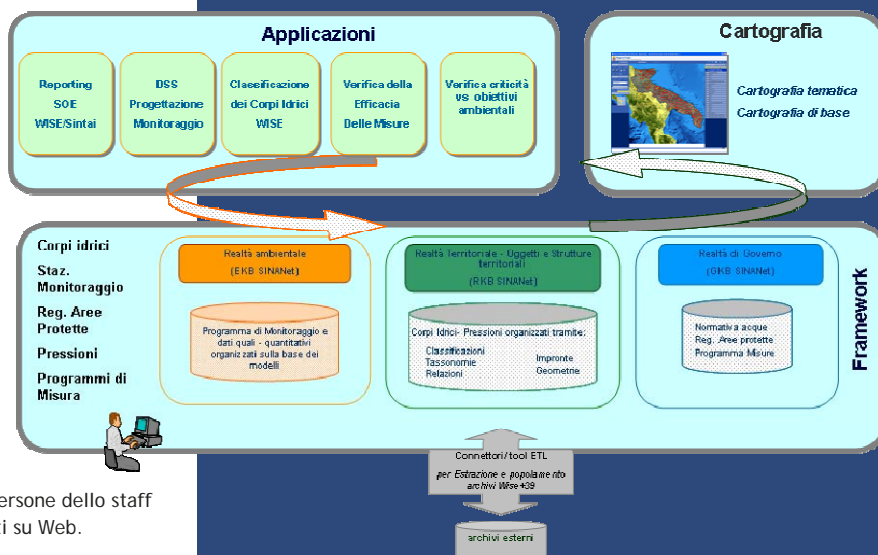 Applicazioni
Reporting
SOE
WISE/Sintai
DSS
Progettazione
Monitoraggio
Classificazione
dei Corpi Idrici
WISE
Verifica della
Efficacia
Delle Misure
Verifica criticità
vs obiettivi
ambientali
Cartografia
Cartografia tematica
Cartografia di base
Corpi idrici
Staz.
Monitoraggio
Reg. Aree
Protette
Pressioni
Programmi di
Misura
Realtà ambientale
(EKB SINANet)
Programma di Monitoraggio e
dati quali - quantitativi
organizzati sulla base dei
modelli
Realtà Territoriale - Oggetti e Strutture
territoriali
(RKB SINANet)
Corpi Idrici- Pressioni organizzati tramite:
Classificazioni
Tassonomie
Relazioni
Impronte
Geometrie
Realtà di Governo
(GKB SINANet)
Normativa acque
Reg. Aree protette
Programma Misure
Framework
Connettori/tool ETL
per Estrazione e popolamento
archivi Wise+39
archivi esterni
ersone dello staff
ti su Web.